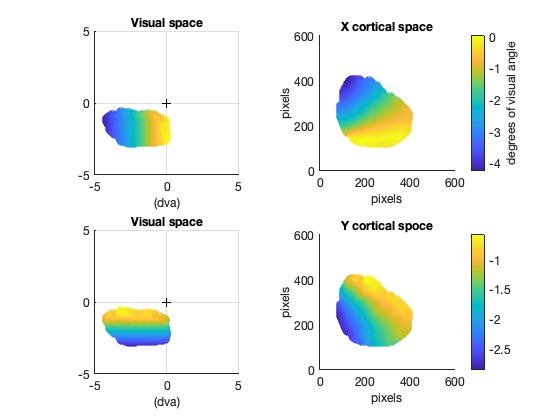 Visual space
5
0
-5
-5 0 5
(dva)
X cortical space
pixels
600
400
200
0
0 200 400 600
pixels
0
-1
-2
-3
-4
degrees of visual angle
Visual space
5
0
-5
-5 0 5
(dva)
Y cortical spoce
pixels
600
400
200
0
0 200 400 600
pixels
-1
-1.5
-2
-2.5